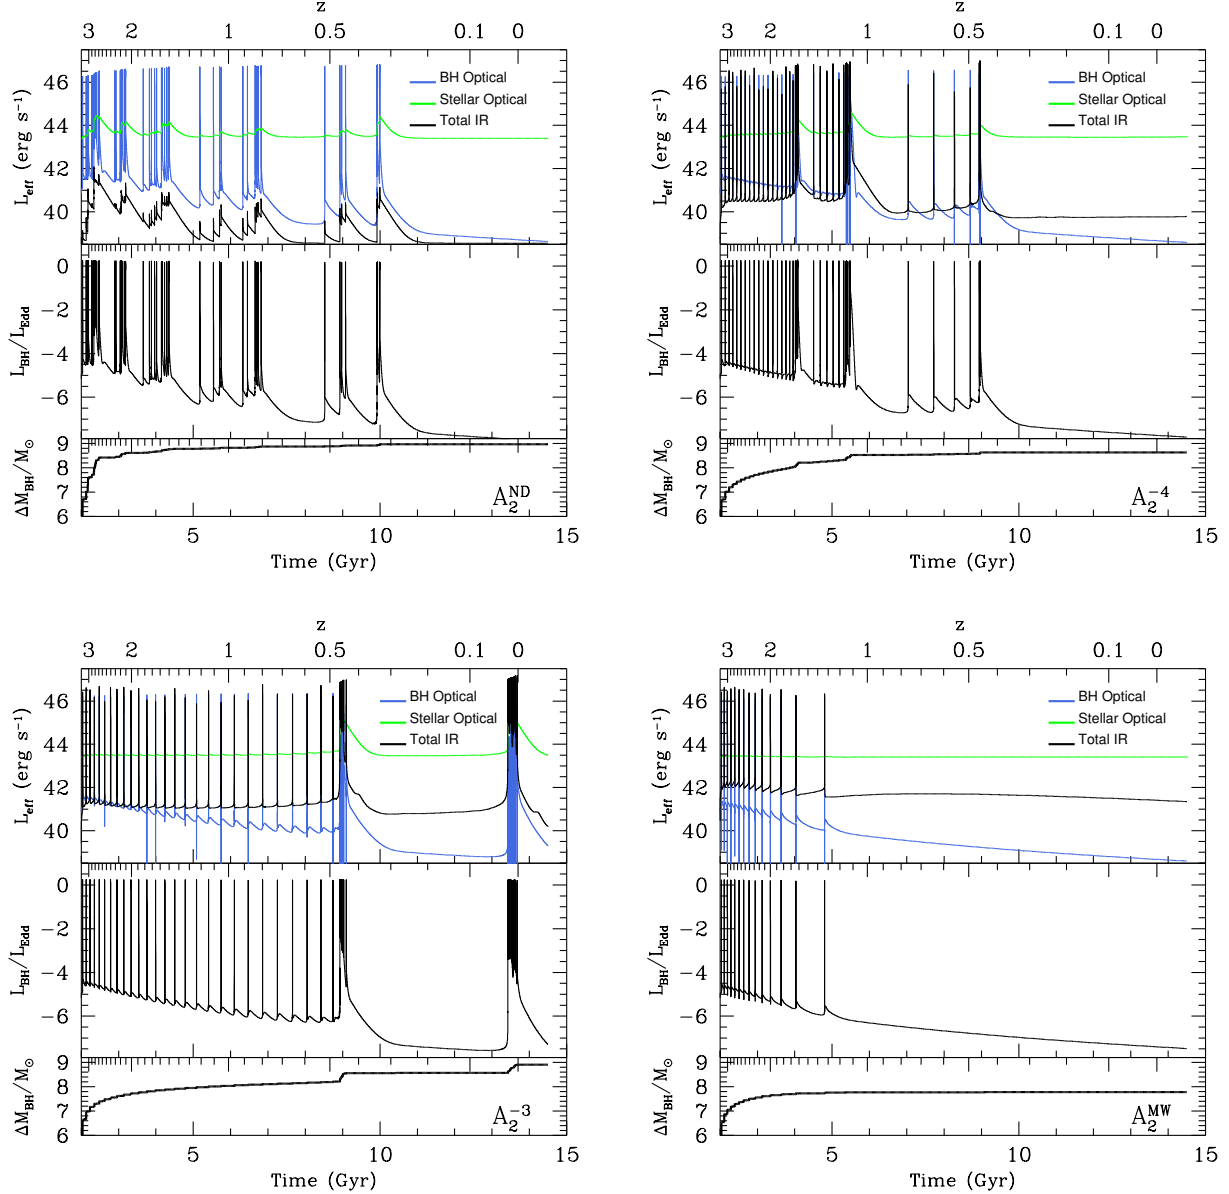 z
3 2 1 0.5 0.1 0
46
44
42
40
L_eff (erg s⁻¹)
BH Optical
Stellar Optical
Total IR
0
−2
−4
−6
L_BH/L_Edd
9
8
7
6
ΔM_BH/M_⊙
A₂^ND
5 10 15
Time (Gyr)
z
3 2 1 0.5 0.1 0
46
44
42
40
L_eff (erg s⁻¹)
BH Optical
Stellar Optical
Total IR
0
−2
−4
−6
L_BH/L_Edd
9
8
7
6
ΔM_BH/M_⊙
A₂^−4
5 10 15
Time (Gyr)
z
3 2 1 0.5 0.1 0
46
44
42
40
L_eff (erg s⁻¹)
BH Optical
Stellar Optical
Total IR
0
−2
−4
−6
L_BH/L_Edd
9
8
7
6
ΔM_BH/M_⊙
A₂^−3
5 10 15
Time (Gyr)
z
3 2 1 0.5 0.1 0
46
44
42
40
L_eff (erg s⁻¹)
BH Optical
Stellar Optical
Total IR
0
−2
−4
−6
L_BH/L_Edd
9
8
7
6
ΔM_BH/M_⊙
A₂^MW
5 10 15
Time (Gyr)